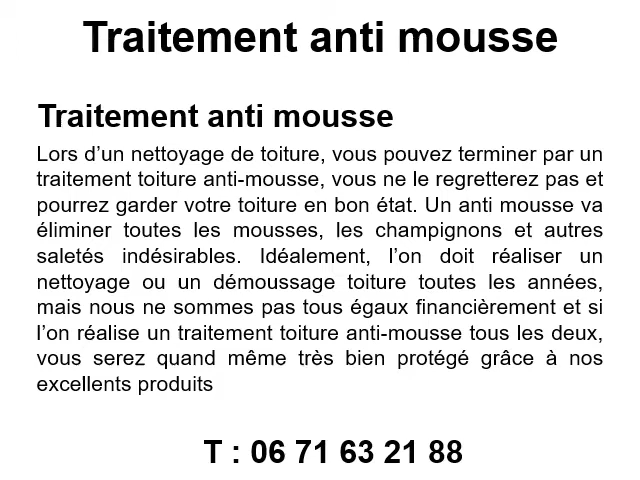 Traitement anti mousse
Traitement anti mousse
Lors d’un nettoyage de toiture, vous pouvez terminer par un
traitement toiture anti-mousse, vous ne le regretterez pas et
pourrez garder votre toiture en bon état. Un anti mousse va
éliminer toutes les mousses, les champignons et autres
saletés indésirables. Idéalement, l’on doit réaliser un
nettoyage ou un démoussage toiture toutes les années,
mais nous ne sommes pas tous égaux financièrement et si
l’on réalise un traitement toiture anti-mousse tous les deux,
vous serez quand même très bien protégé grâce à nos
excellents produits
T : 06 71 63 21 88